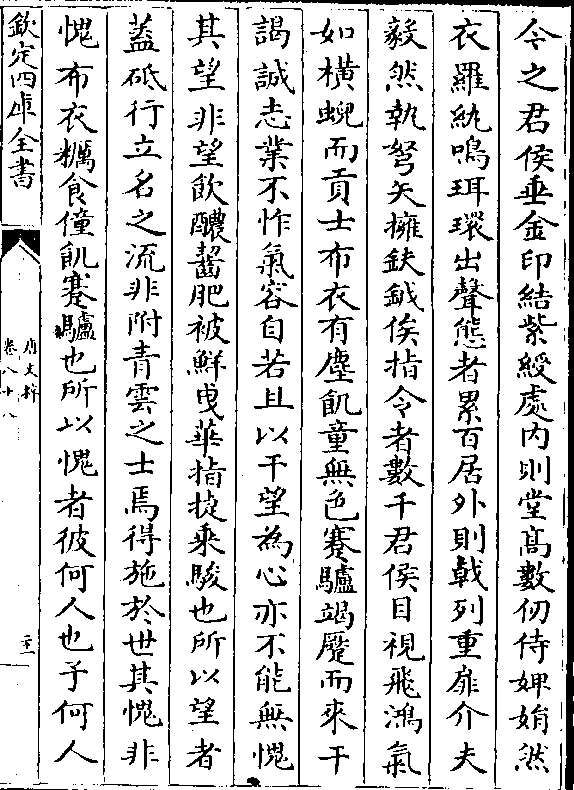 今之君侯垂金印結紫綬處内則堂髙數仞侍婢娟然
衣羅紈鳴珥環出聲態者累百居外則㦸列重扉介夫
毅然執弩矢擁鈇鉞俟指令者數千君侯目視飛鴻氣
如横蜺而貢士布衣有塵飢童無色蹇驢竭蹷而來干
謁誠志業不怍氣容自若且以干望為心亦不能無愧
其望非望飲醲齧肥被鮮曳華指揮乘駿也所以望者
葢砥行立名之流非附青雲之士焉得施於世其愧非
愧布衣糲食僮飢蹇驢也所以愧者彼何人也予何人
欽定四庫全書
唐文粹
卷八十八